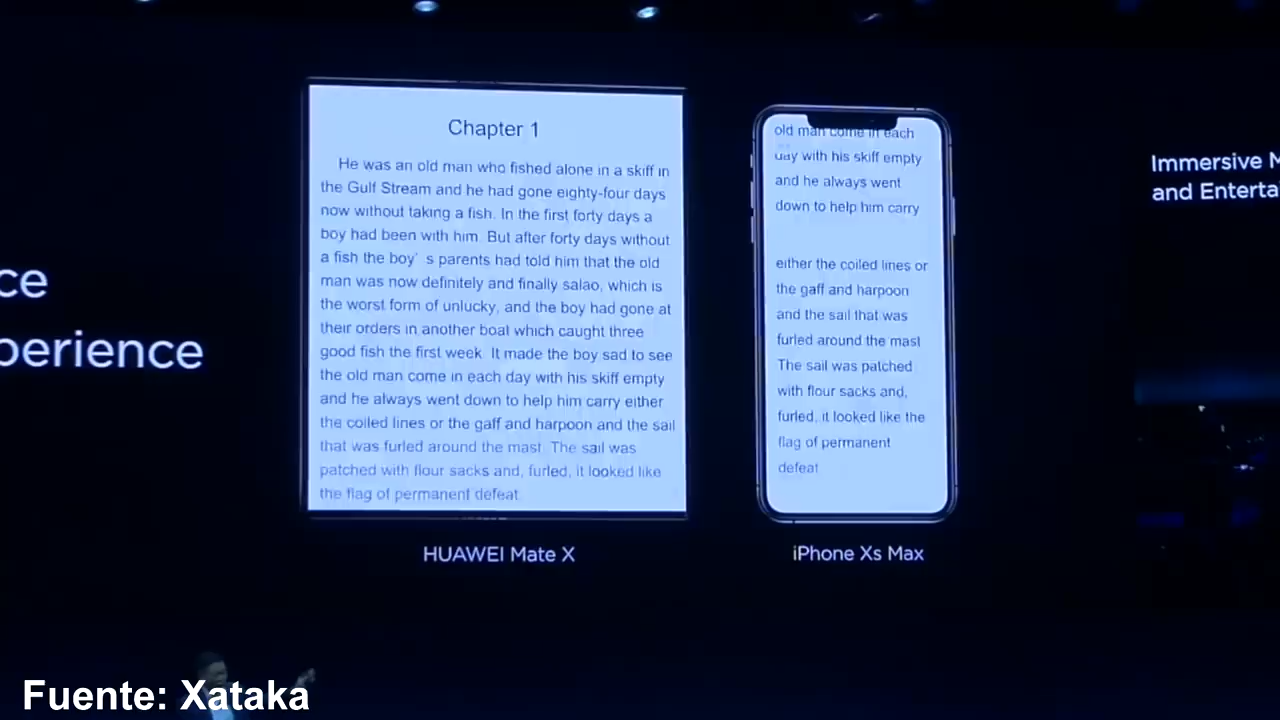 ce
perience
Chapter 1
He was an old man who fished alone in a skiff in
the Gulf Stream and he had gone eighty-four days
now without taking a fish. In the first forty days a
boy had been with him. But after forty days without
a fish the boy' s parents had told him that the old
man was now definitely and finally salao, which is
the worst form of unlucky, and the boy had gone at
their orders in another boat which caught three
good fish the first week. It made the boy sad to see
the old man come in each day with his skiff empty
and he always went down to help him carry either
the coiled lines or the gaff and harpoon and the sail
that was furled around the mast. The sail was
patched with flour sacks and, furled, it looked like
the flag of permanent defeat.
HUAWEI Mate X
old man come in each
day with his skiff empty
and he always went
down to help him carry
either the coiled lines or
the gaff and harpoon
and the sail that was
furled around the mast
The sail was patched
with flour sacks and,
furled, it looked like the
flag of permanent
defeat
iPhone Xs Max
Immersive M
and Enterta
Fuente: Xataka